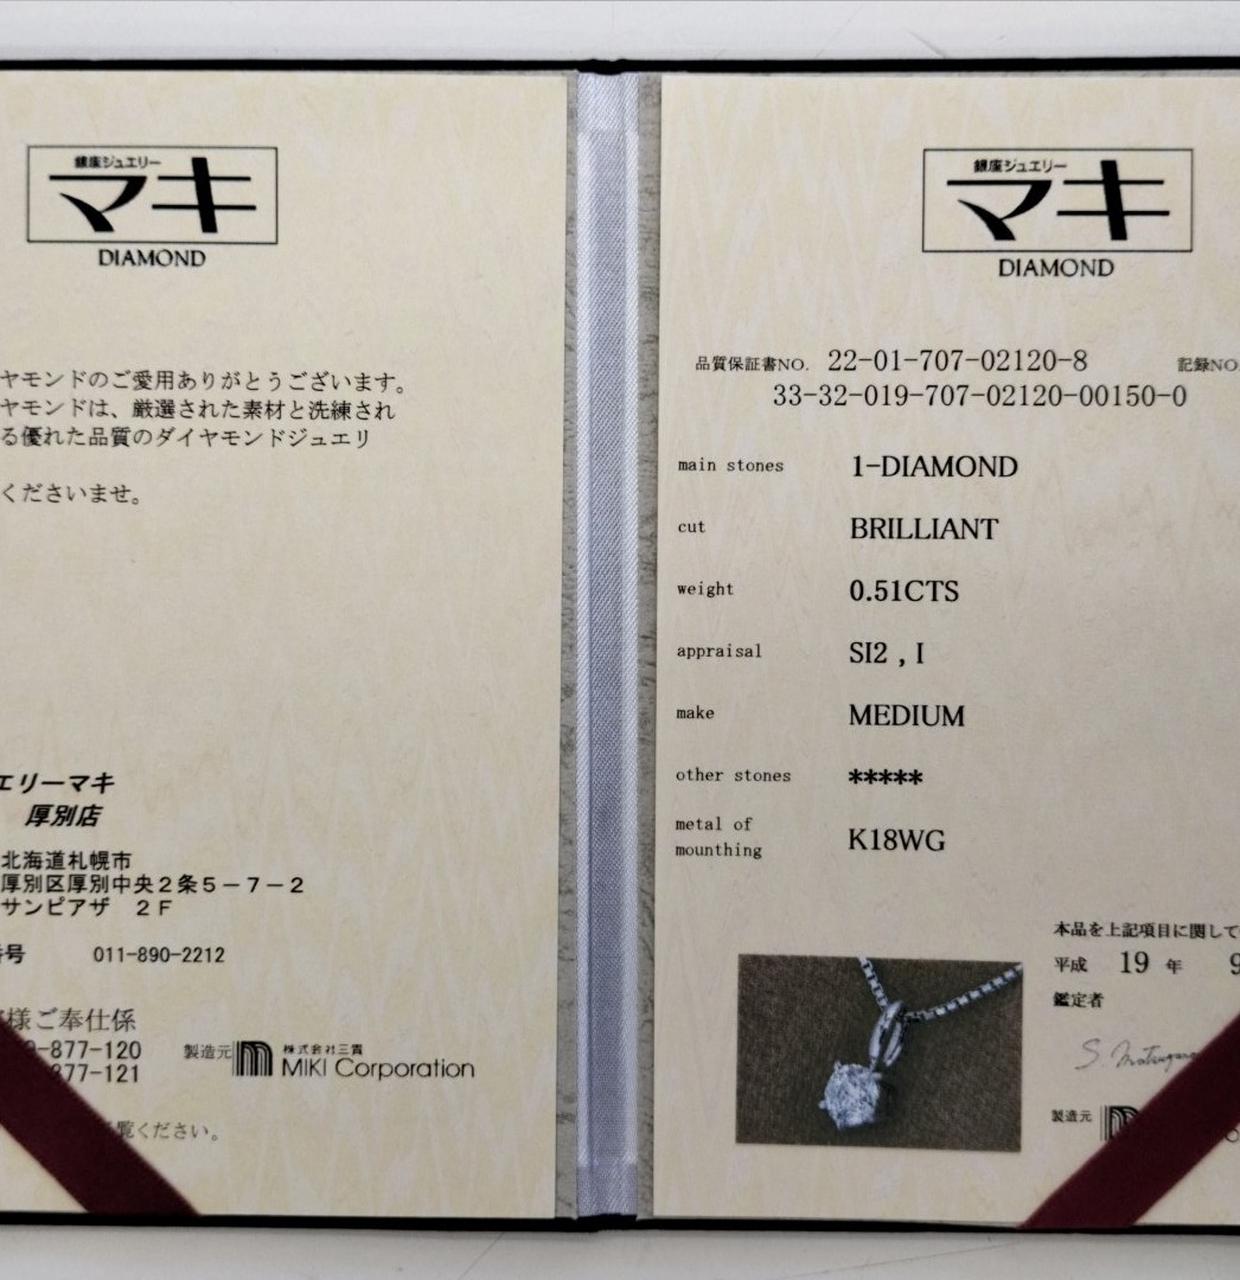 銀座ジュエリー
マキ
DIAMOND
ヤモンドのご愛用ありがとうございます。
ヤモンドは、厳選された素材と洗練され
る優れた品質のダイヤモンドジュエリ
くださいませ。
エリーマキ
厚別店
北海道札幌市
厚別区厚別中央2条5-7-2
サンピアザ 2F
号 011-890-2212
様ご奉仕係
-877-120
877-121
製造元 株式会社三貴
MIKI Corporation
覧ください。
銀座ジュエリー
マキ
DIAMOND
品質保証書NO. 22-01-707-02120-8 記録NO.
33-32-019-707-02120-00150-0
main stones 1-DIAMOND
cut BRILLIANT
weight 0.51CTS
appraisal SI2 , I
make MEDIUM
other stones *****
metal of
mounthing K18WG
本品を上記項目に関して
平成 19 年 9
鑑定者
製造元